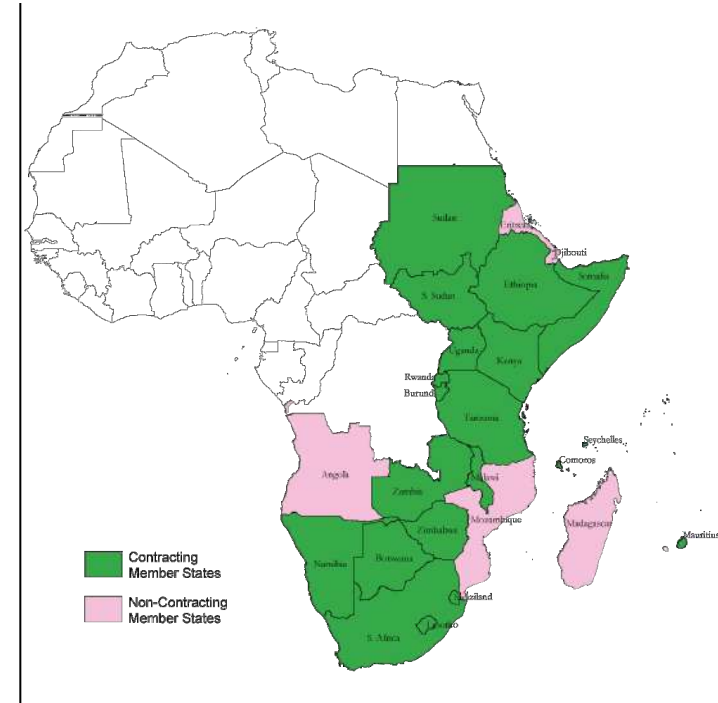 Sudan
Eritrea
Djibouti
Somalia
Ethiopia
S. Sudan
Uganda
Kenya
Rwanda
Burundi
Tanzania
Seychelles
Comoros
Malawi
Angola
Zambia
Mozambique
Madagascar
Zimbabwe
Mauritius
Namibia
Botswana
Swaziland
Lesotho
S. Africa
Contracting
Member States
Non-Contracting
Member States